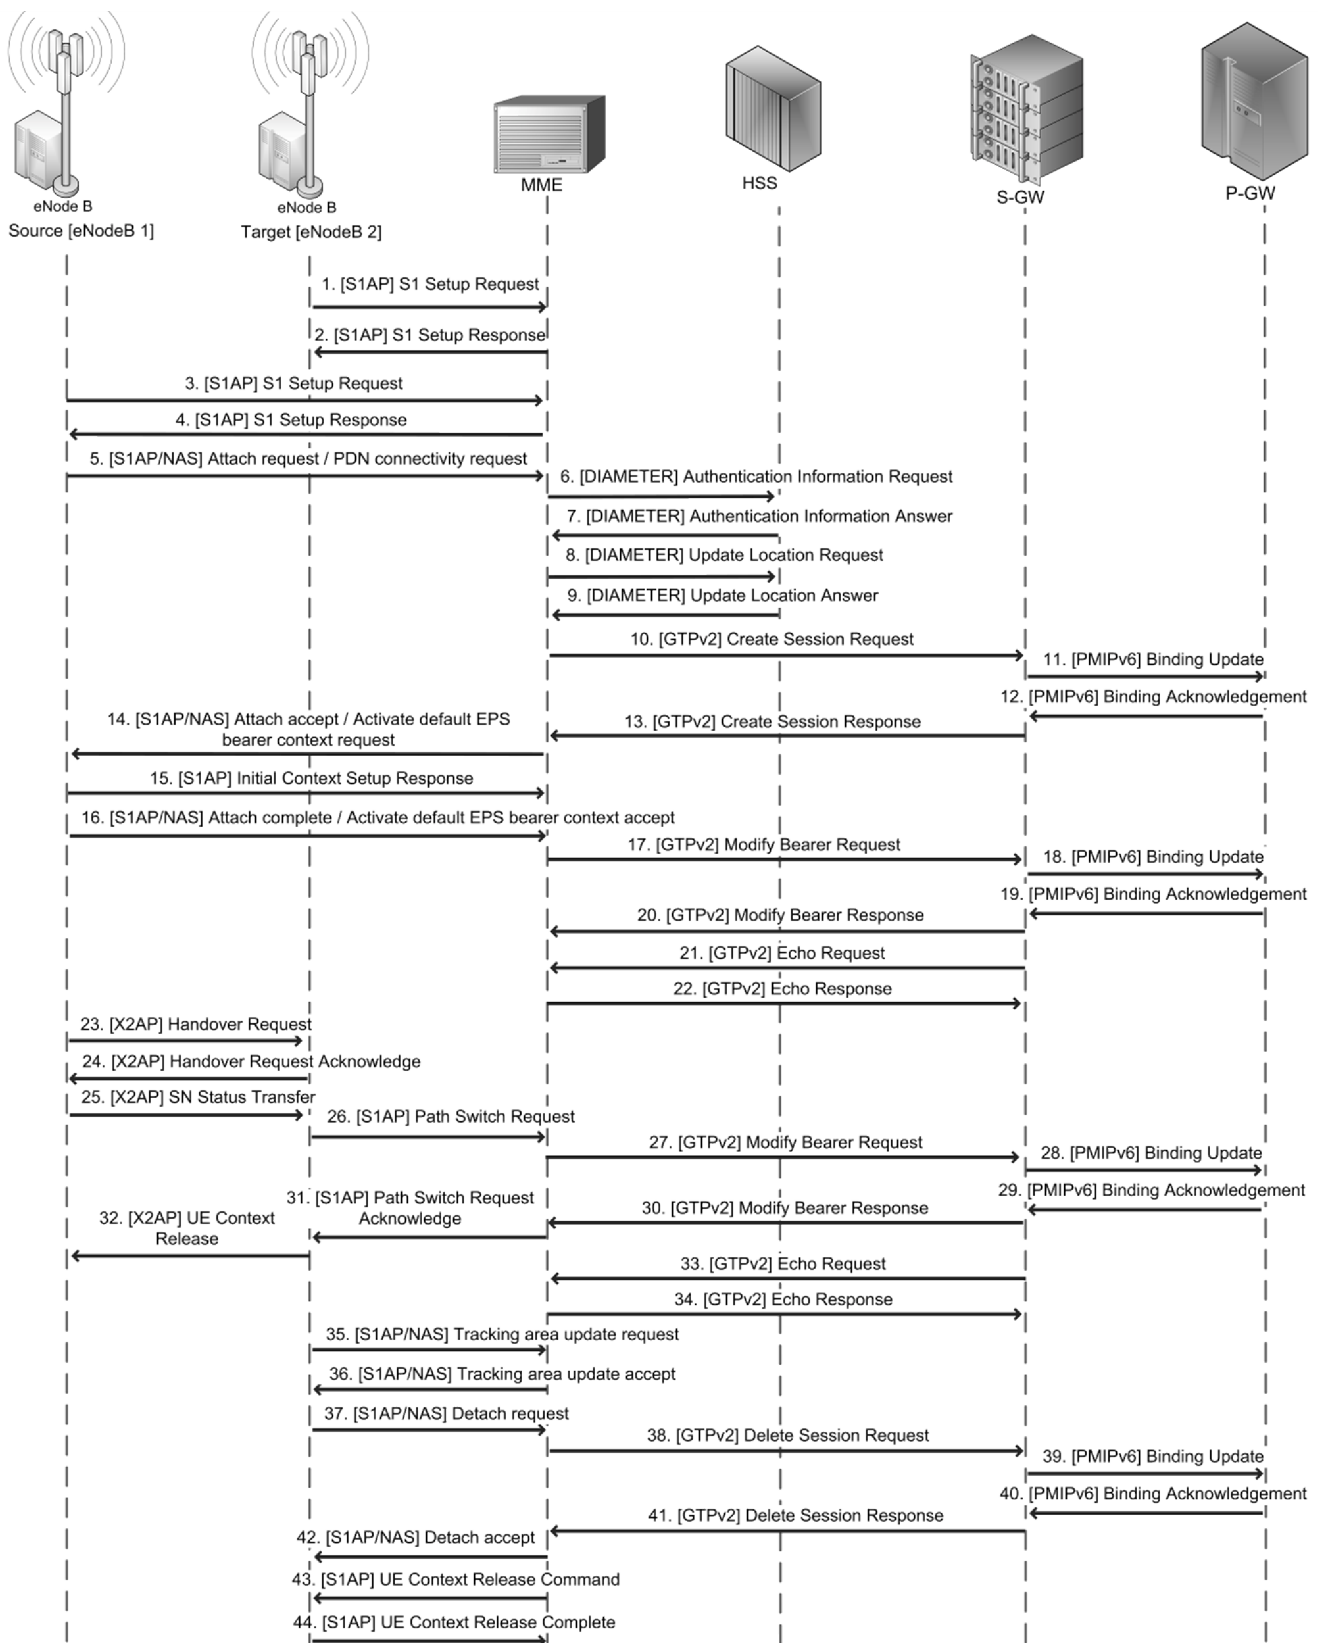 eNode B
Source [eNodeB 1]
eNode B
Target [eNodeB 2]
MME
HSS
S-GW
P-GW
1. [S1AP] S1 Setup Request
2. [S1AP] S1 Setup Response
3. [S1AP] S1 Setup Request
4. [S1AP] S1 Setup Response
5. [S1AP/NAS] Attach request / PDN connectivity request
6. [DIAMETER] Authentication Information Request
7. [DIAMETER] Authentication Information Answer
8. [DIAMETER] Update Location Request
9. [DIAMETER] Update Location Answer
10. [GTPv2] Create Session Request
11. [PMIPv6] Binding Update
12. [PMIPv6] Binding Acknowledgement
13. [GTPv2] Create Session Response
14. [S1AP/NAS] Attach accept / Activate default EPS
bearer context request
15. [S1AP] Initial Context Setup Response
16. [S1AP/NAS] Attach complete / Activate default EPS bearer context accept
17. [GTPv2] Modify Bearer Request
18. [PMIPv6] Binding Update
19. [PMIPv6] Binding Acknowledgement
20. [GTPv2] Modify Bearer Response
21. [GTPv2] Echo Request
22. [GTPv2] Echo Response
23. [X2AP] Handover Request
24. [X2AP] Handover Request Acknowledge
25. [X2AP] SN Status Transfer
26. [S1AP] Path Switch Request
27. [GTPv2] Modify Bearer Request
28. [PMIPv6] Binding Update
29. [PMIPv6] Binding Acknowledgement
30. [GTPv2] Modify Bearer Response
31. [S1AP] Path Switch Request
Acknowledge
32. [X2AP] UE Context
Release
33. [GTPv2] Echo Request
34. [GTPv2] Echo Response
35. [S1AP/NAS] Tracking area update request
36. [S1AP/NAS] Tracking area update accept
37. [S1AP/NAS] Detach request
38. [GTPv2] Delete Session Request
39. [PMIPv6] Binding Update
40. [PMIPv6] Binding Acknowledgement
41. [GTPv2] Delete Session Response
42. [S1AP/NAS] Detach accept
43. [S1AP] UE Context Release Command
44. [S1AP] UE Context Release Complete